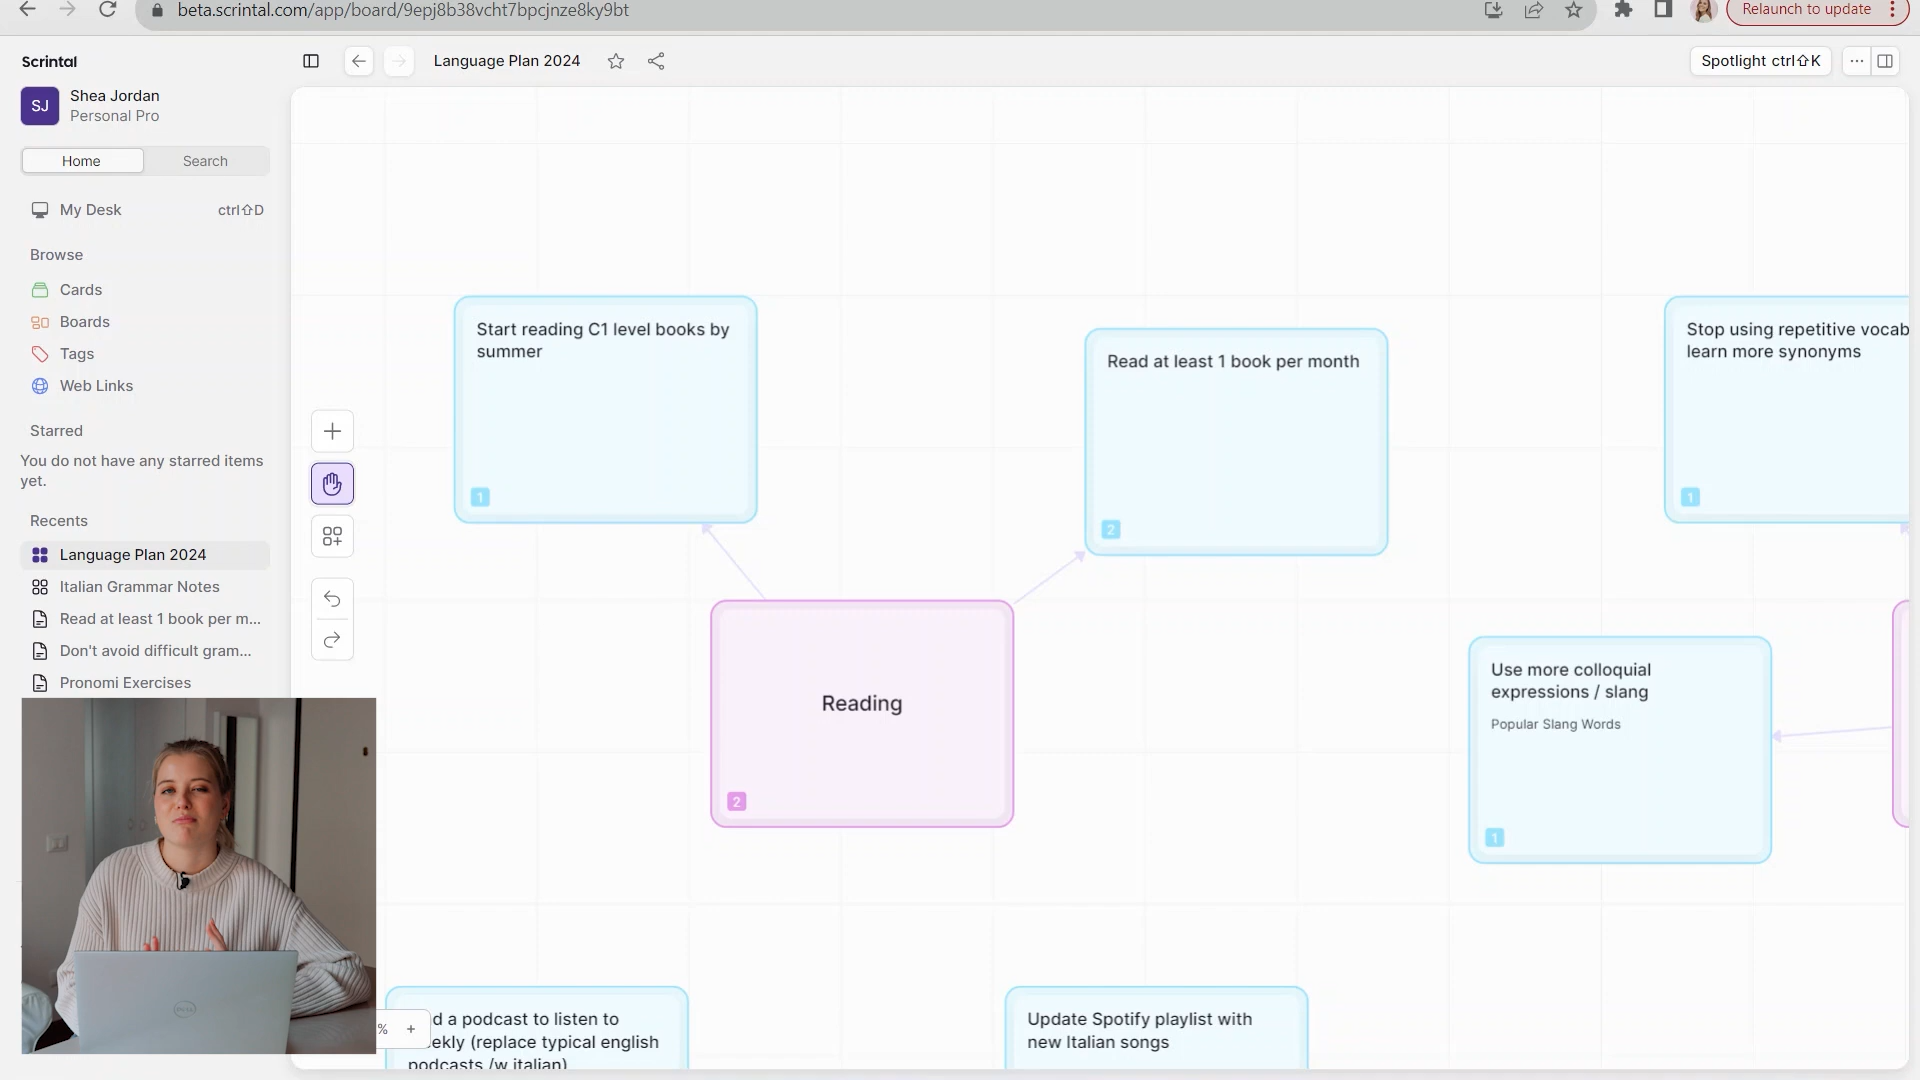 beta.scrintal.com/app/board/9epj8b38vcht7bpcjnze8ky9bt
Relaunch to update
Scrintal
Language Plan 2024
Spotlight ctrl⇧K
SJ
Shea Jordan
Personal Pro
Home
Search
My Desk
ctrl⇧D
Browse
Cards
Boards
Tags
Web Links
Starred
You do not have any starred items
yet.
Recents
Language Plan 2024
Italian Grammar Notes
Read at least 1 book per m...
Don't avoid difficult gram...
Pronomi Exercises
Start reading C1 level books by
summer
1
Read at least 1 book per month
2
Stop using repetitive vocab
learn more synonyms
1
Reading
2
Use more colloquial
expressions / slang
Popular Slang Words
1
% +
d a podcast to listen to
ekly (replace typical english
podcasts /w italian)
Update Spotify playlist with
new Italian songs
DELL